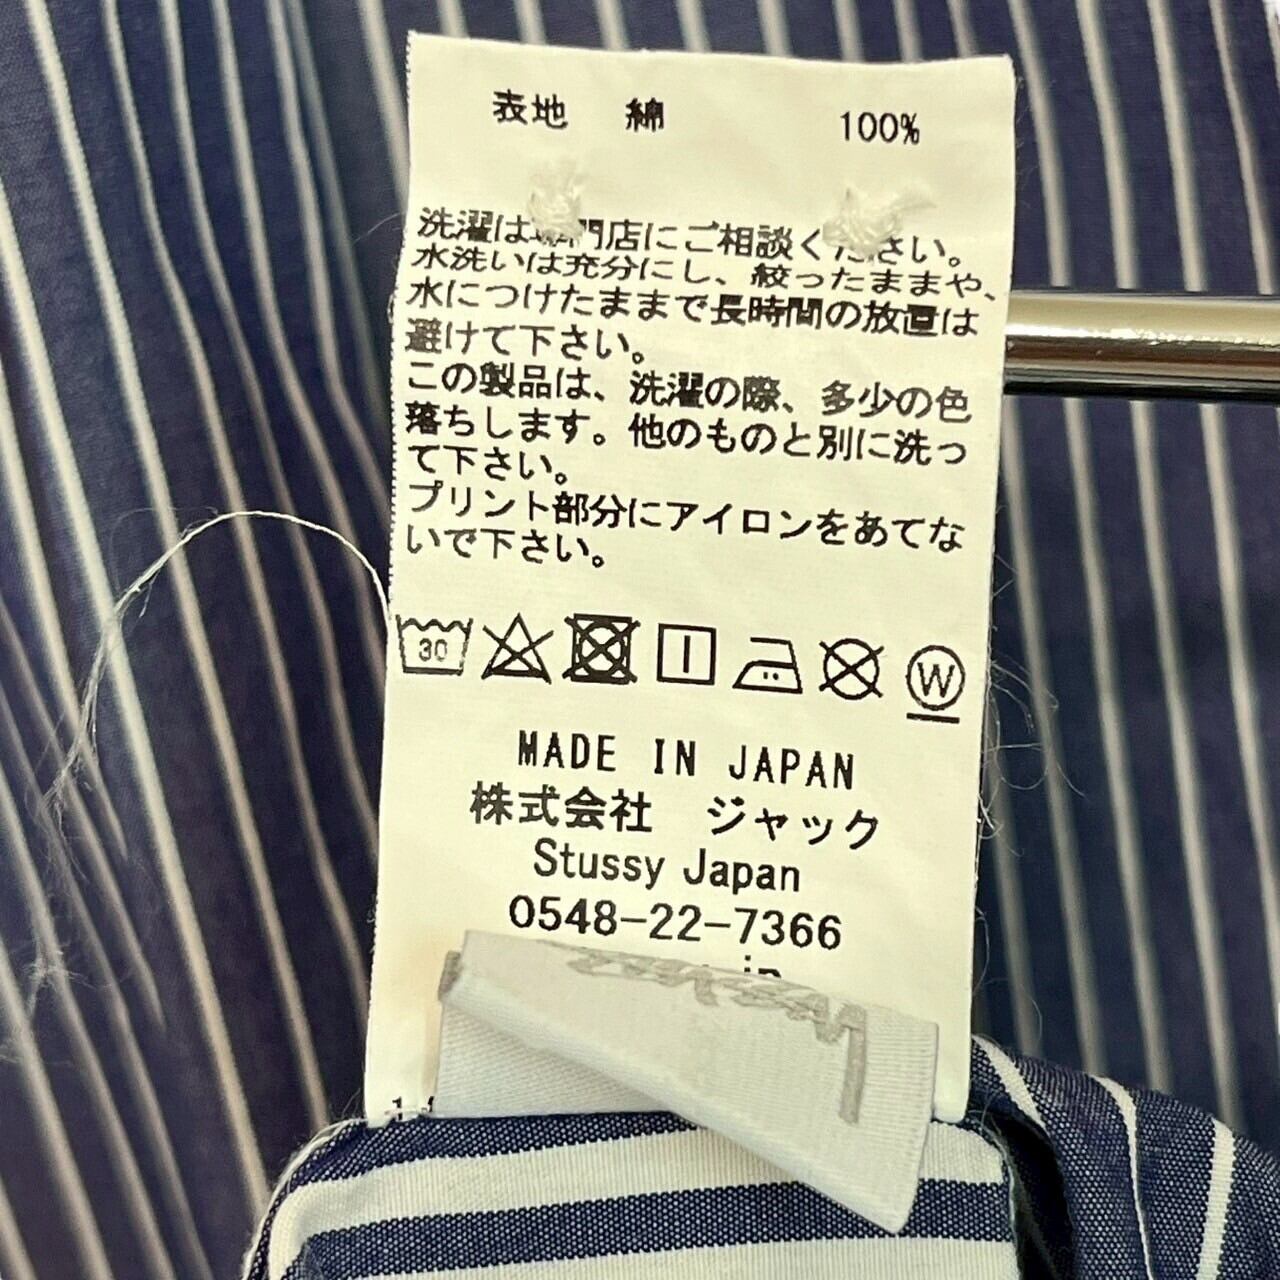 表地 綿 100%
洗濯は専門店にご相談ください。
水洗いは充分にし、絞ったままや、
水につけたままで長時間の放置は
避けて下さい。
この製品は、洗濯の際、多少の色
落ちします。他のものと別に洗っ
て下さい。
プリント部分にアイロンをあてな
いで下さい。
30
W
MADE IN JAPAN
株式会社 ジャック
Stussy Japan
0548-22-7366